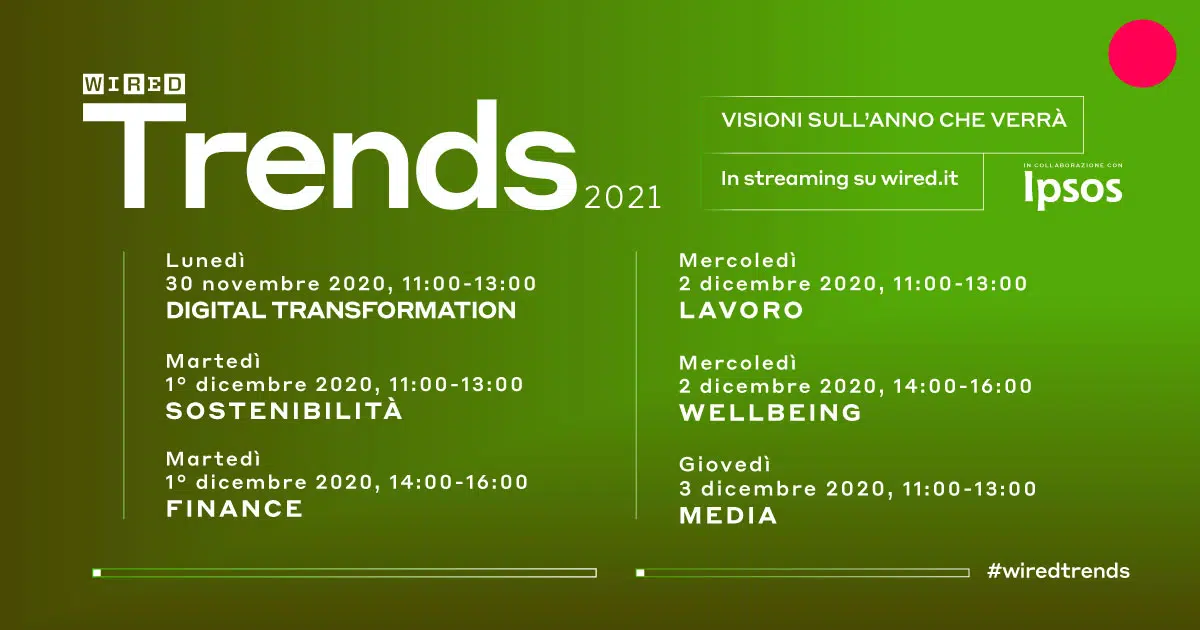 WIRED
Trends 2021
VISIONI SULL'ANNO CHE VERRÀ
In streaming su wired.it
IN COLLABORAZIONE CON
Ipsos
Lunedì
30 novembre 2020, 11:00-13:00
DIGITAL TRANSFORMATION
Martedì
1° dicembre 2020, 11:00-13:00
SOSTENIBILITÀ
Martedì
1° dicembre 2020, 14:00-16:00
FINANCE
Mercoledì
2 dicembre 2020, 11:00-13:00
LAVORO
Mercoledì
2 dicembre 2020, 14:00-16:00
WELLBEING
Giovedì
3 dicembre 2020, 11:00-13:00
MEDIA
#wiredtrends